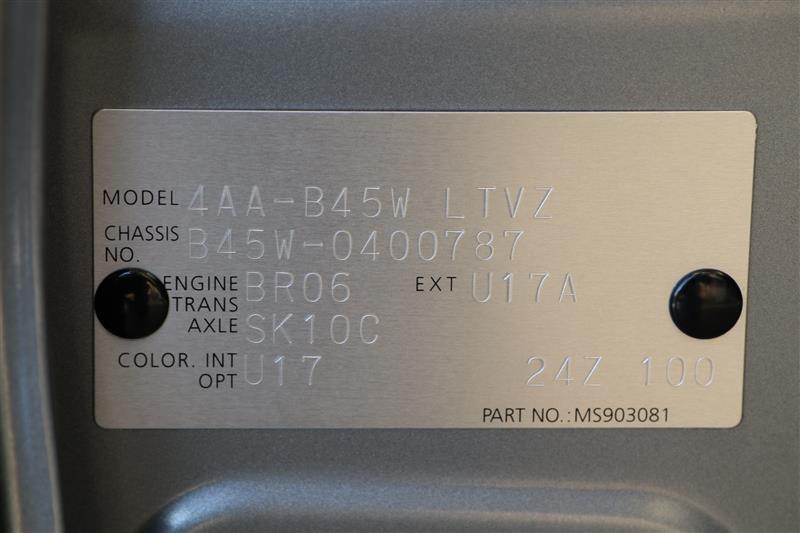 MODEL 4AA-B45W LTVZ
CHASSIS NO. B45W-0400787
ENGINE BR06 EXT U17A
TRANS AXLE SK10C
COLOR. INT OPT U17 24Z 100
PART NO.: MS903081